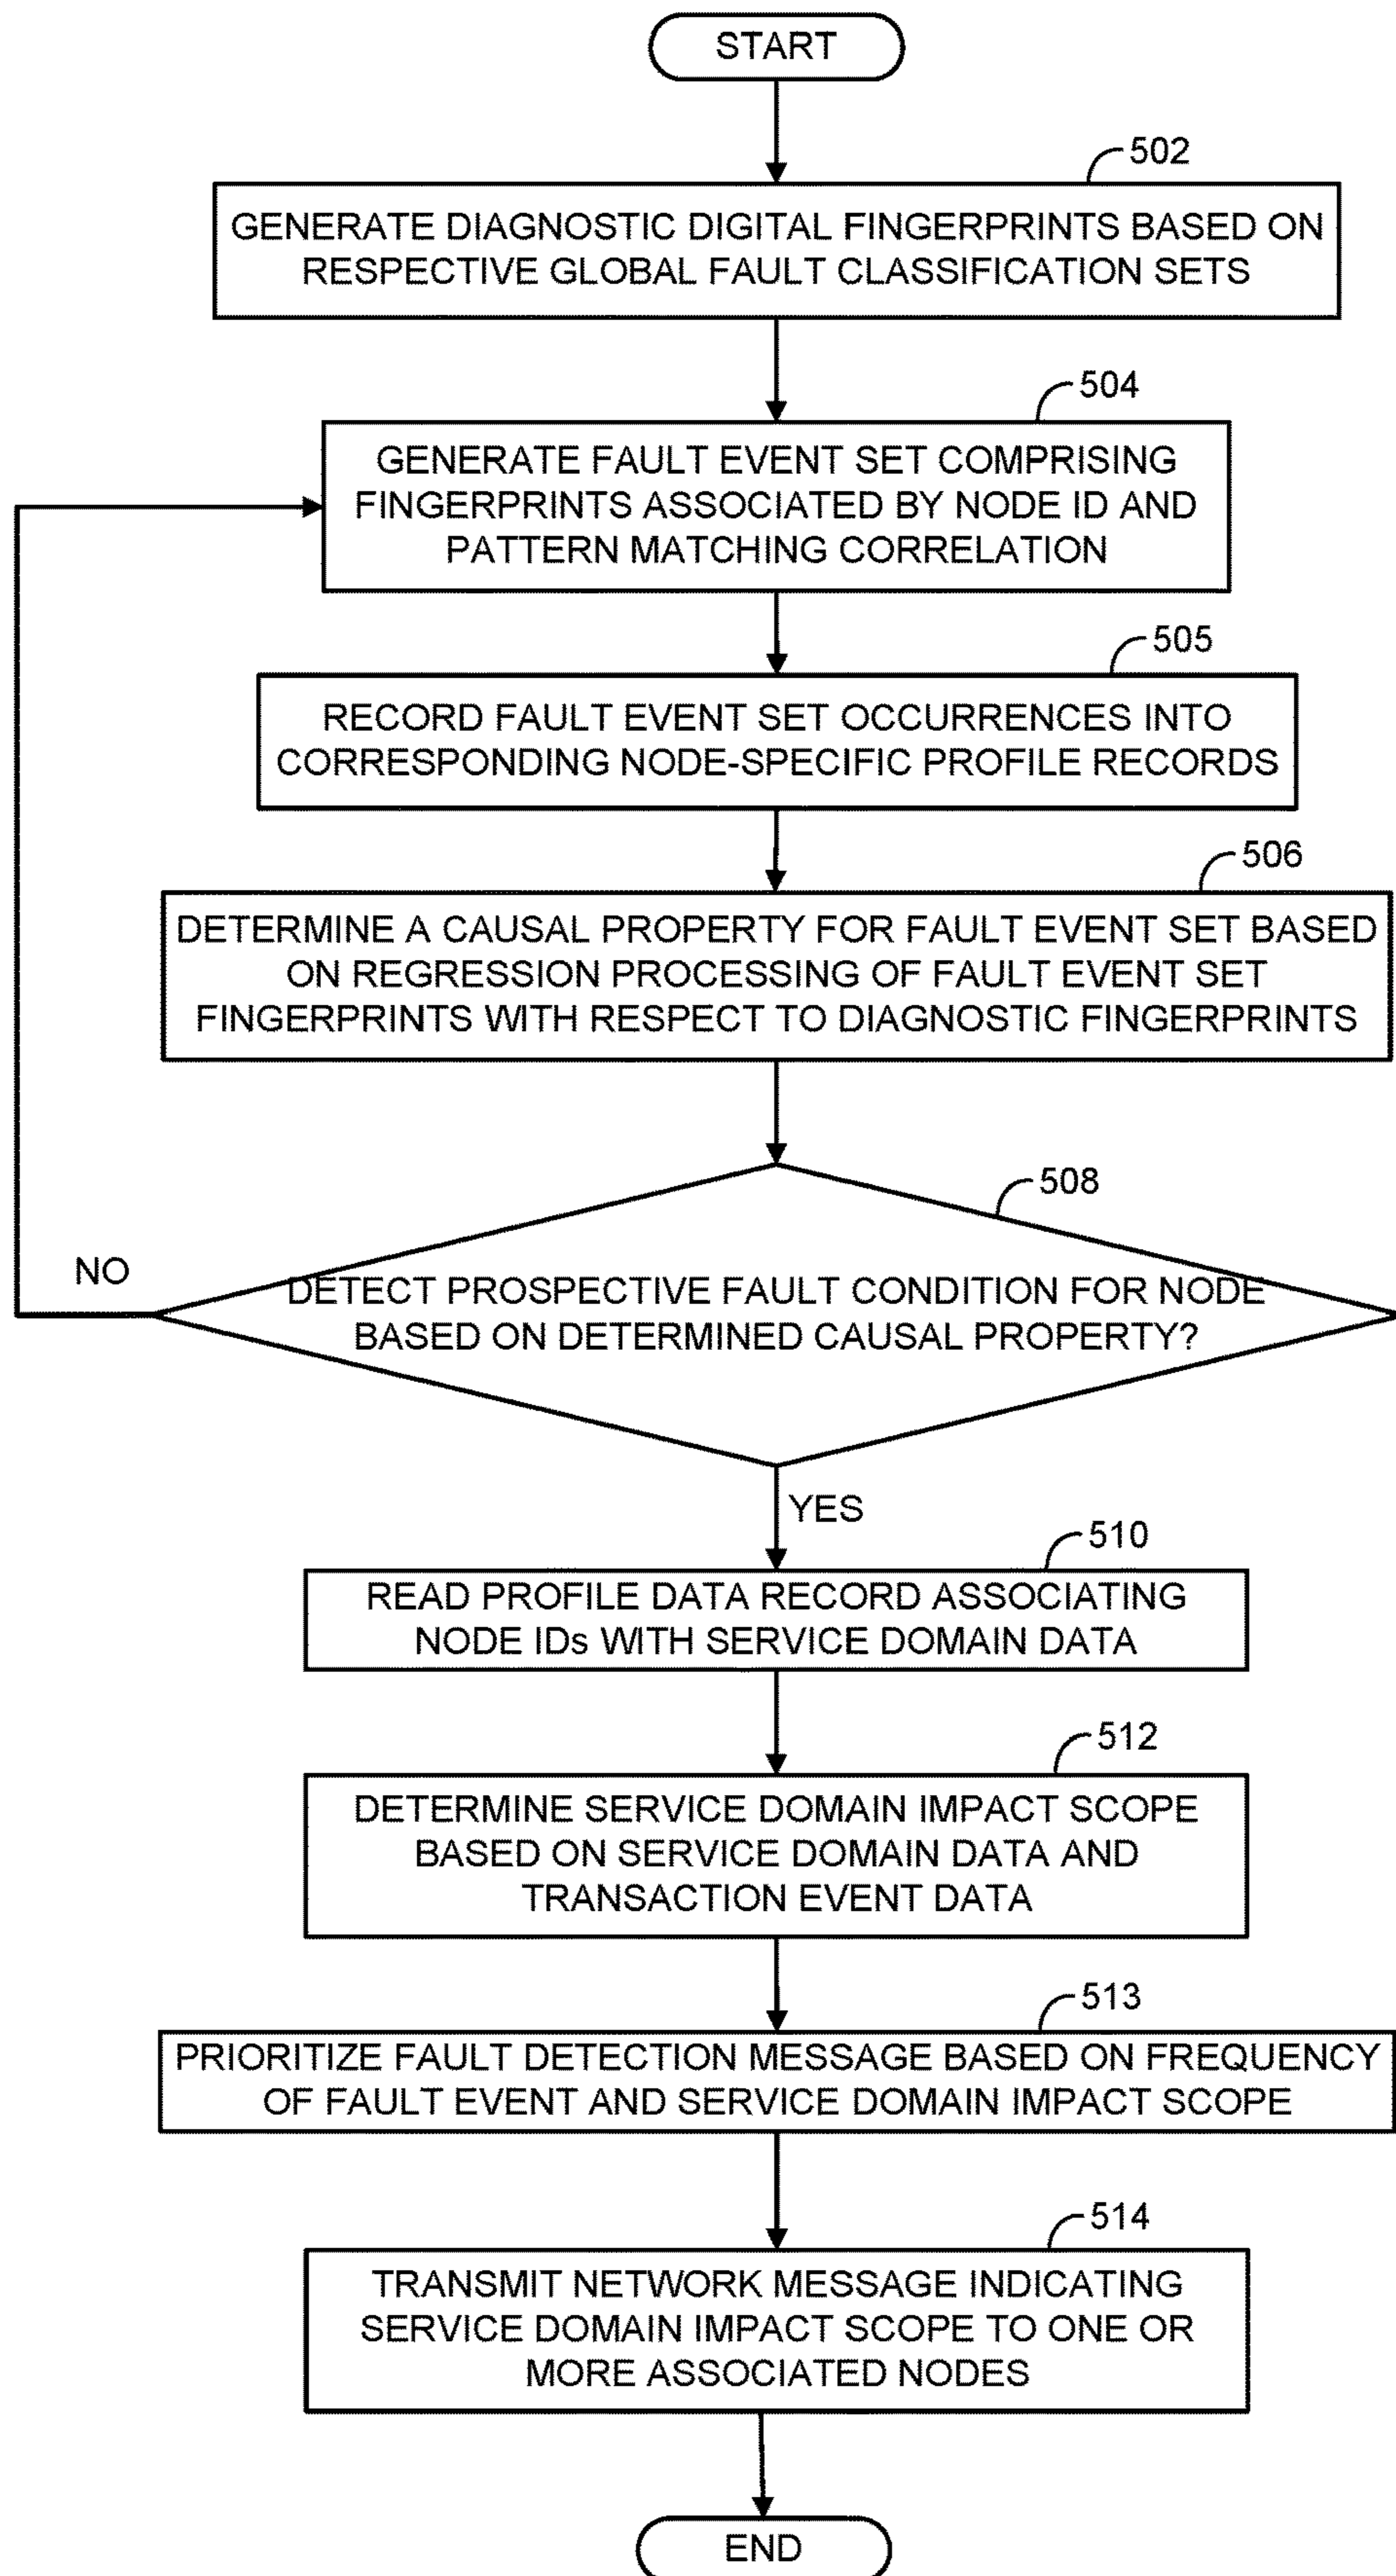 START
502
GENERATE DIAGNOSTIC DIGITAL FINGERPRINTS BASED ON
RESPECTIVE GLOBAL FAULT CLASSIFICATION SETS
504
GENERATE FAULT EVENT SET COMPRISING
FINGERPRINTS ASSOCIATED BY NODE ID AND
PATTERN MATCHING CORRELATION
505
RECORD FAULT EVENT SET OCCURRENCES INTO
CORRESPONDING NODE-SPECIFIC PROFILE RECORDS
506
DETERMINE A CAUSAL PROPERTY FOR FAULT EVENT SET BASED
ON REGRESSION PROCESSING OF FAULT EVENT SET
FINGERPRINTS WITH RESPECT TO DIAGNOSTIC FINGERPRINTS
508
NO
DETECT PROSPECTIVE FAULT CONDITION FOR NODE
BASED ON DETERMINED CAUSAL PROPERTY?
YES
510
READ PROFILE DATA RECORD ASSOCIATING
NODE IDs WITH SERVICE DOMAIN DATA
512
DETERMINE SERVICE DOMAIN IMPACT SCOPE
BASED ON SERVICE DOMAIN DATA AND
TRANSACTION EVENT DATA
513
PRIORITIZE FAULT DETECTION MESSAGE BASED ON FREQUENCY
OF FAULT EVENT AND SERVICE DOMAIN IMPACT SCOPE
514
TRANSMIT NETWORK MESSAGE INDICATING
SERVICE DOMAIN IMPACT SCOPE TO ONE OR
MORE ASSOCIATED NODES
END